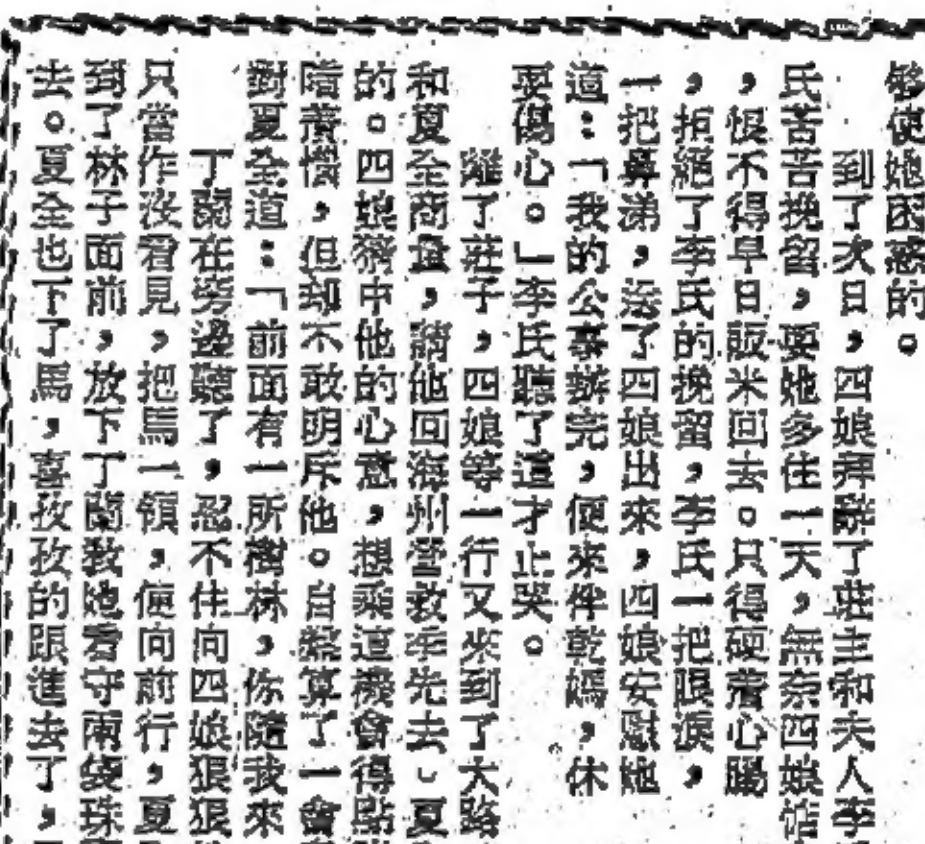 够使她困惑的。
到了次日，四娘拜辭了莊主和夫人李
氏苦苦挽留，要她多住一天，無奈四娘惦
，恨不得早日販米回去。只得硬着心腸
，拒絕了李氏的挽留，李氏一把眼淚，
一把鼻涕，送了四娘出來，四娘安慰她
道：「我的公事辦完，便來伴乾媽，休
要傷心。」李氏聽了這才止哭。
離了莊子，四娘等一行又來到了大路
和夏全商量，請他回海州營救李先去，夏
的。四娘猜中他的心意，想乘這機會得點
暗着惱，但却不敢明斥他。自盤算了一會
對夏全道：「前面有一所樹林，你隨我來
丁蘭在旁邊聽了，忍不住向四娘狠狠
只當作沒看見，把馬一領，便向前行，夏
到了林子面前，放下丁蘭教她看守兩袋珠
去。夏全也下了馬，喜孜孜的跟進去了，